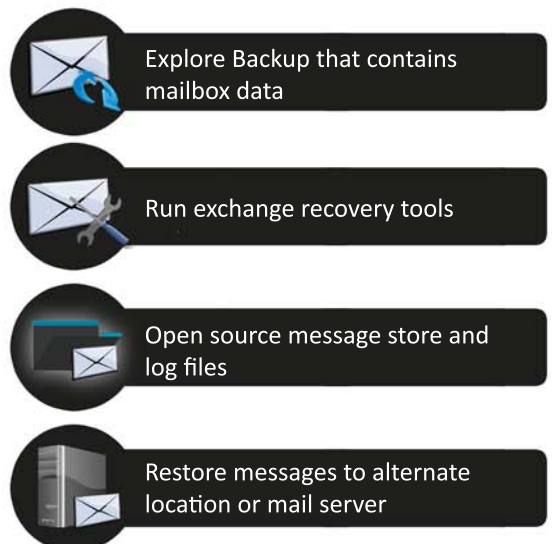 Explore Backup that contains
mailbox data
Run exchange recovery tools
Open source message store and
log files
Restore messages to alternate
location or mail server